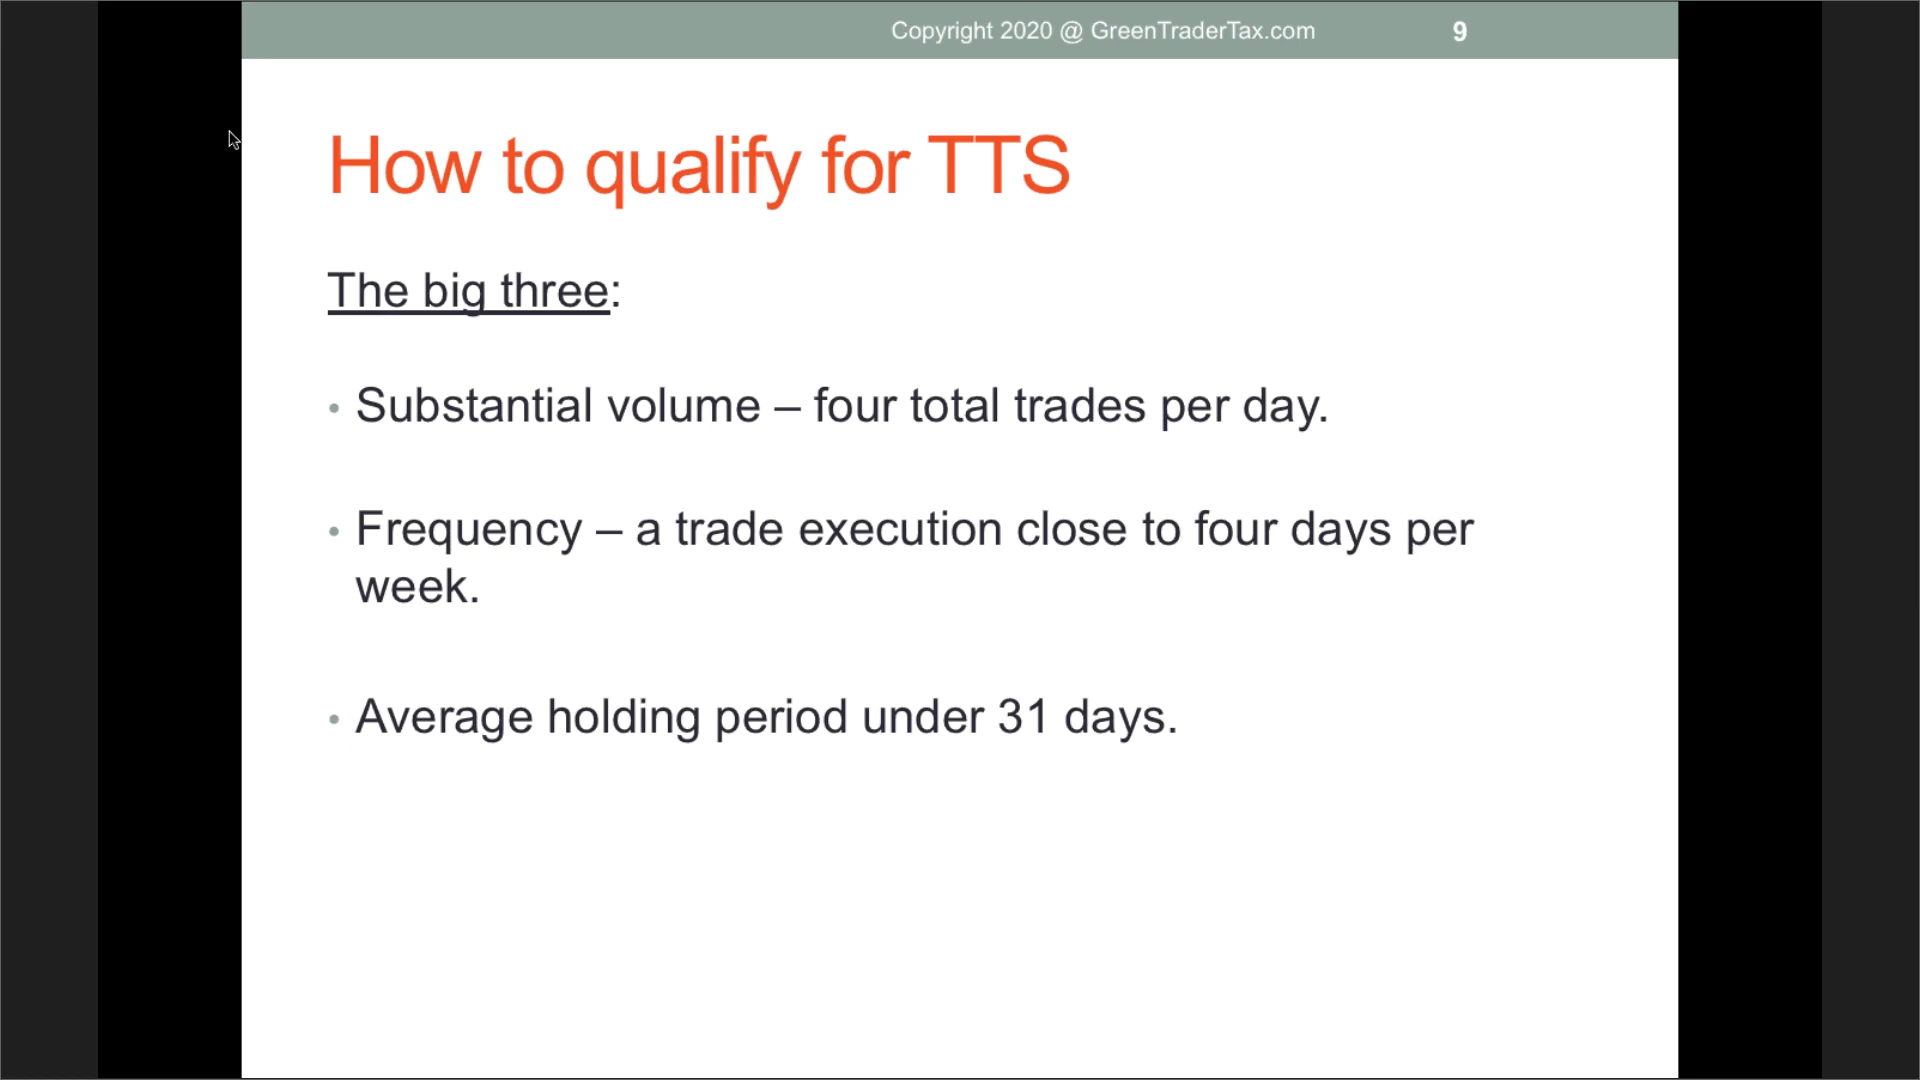 Copyright 2020 @ GreenTraderTax.com 9
How to qualify for TTS
The big three:
• Substantial volume – four total trades per day.
• Frequency – a trade execution close to four days per
week.
• Average holding period under 31 days.